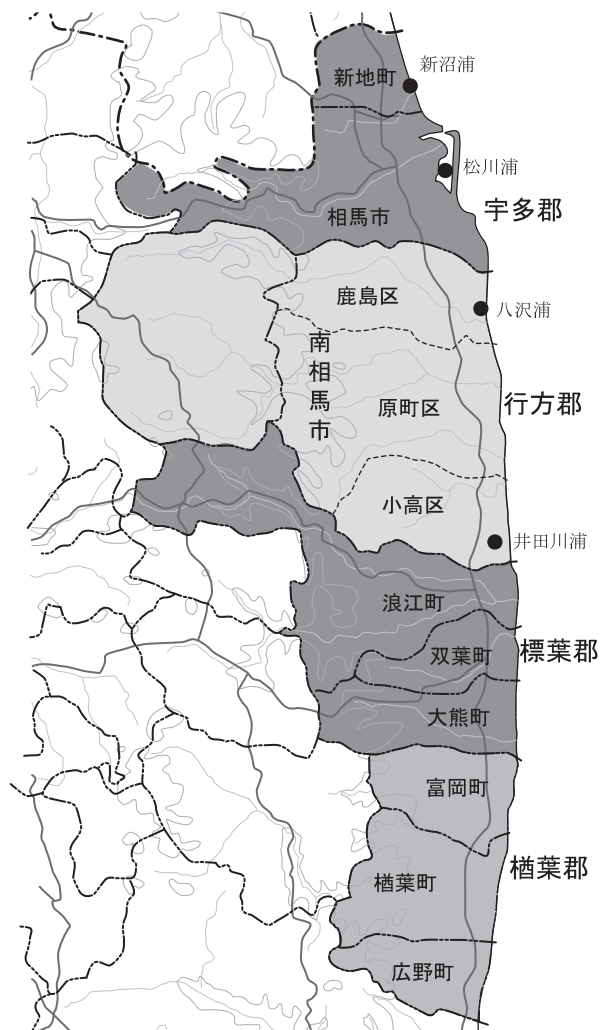 新沼浦
新地町
松川浦
宇多郡
相馬市
鹿島区
八沢浦
南相馬市
行方郡
原町区
小高区
井田川浦
浪江町
標葉郡
双葉町
大熊町
富岡町
楢葉郡
楢葉町
広野町